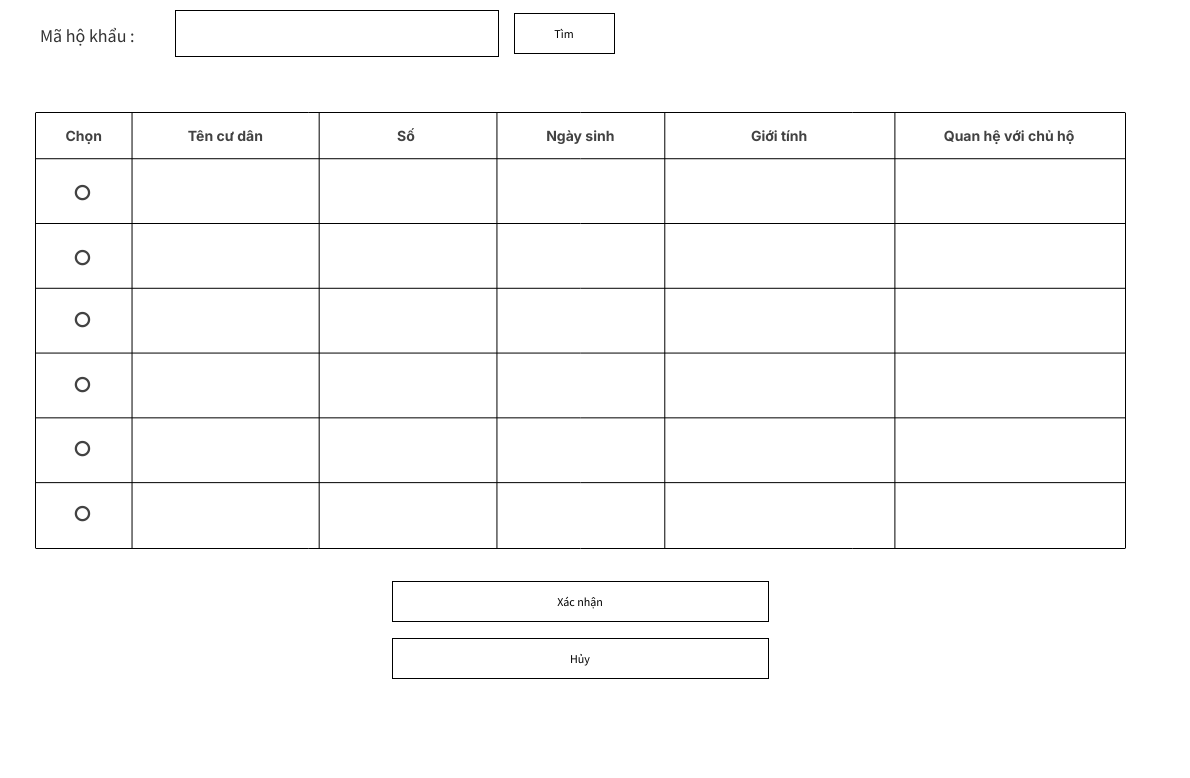 Mã hộ khẩu :
Tìm
Chọn Tên cư dân Số Ngày sinh Giới tính Quan hệ với chủ hộ
Xác nhận
Hủy